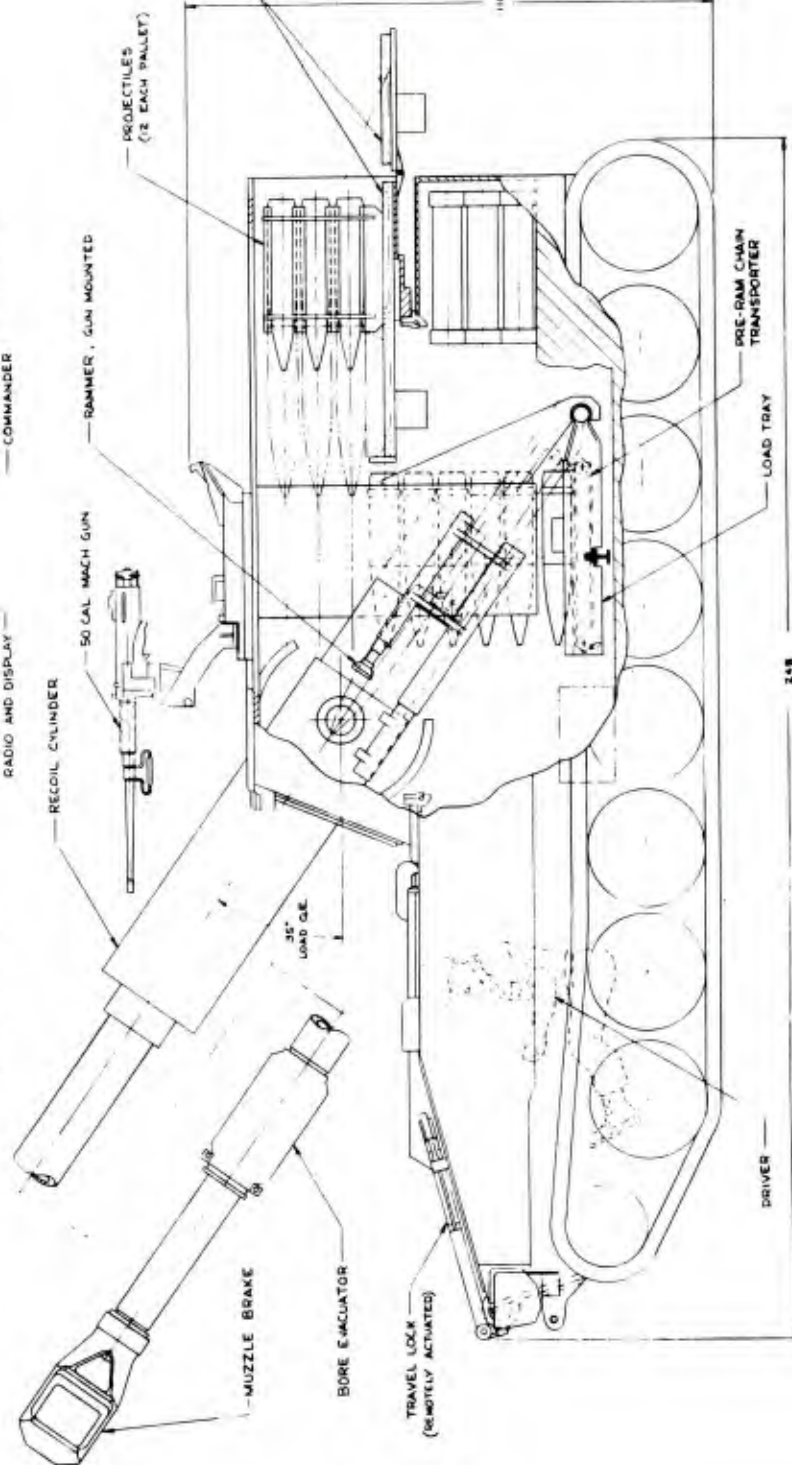 COMMANDER
RADIO AND DISPLAY
PROJECTILES
(12 EACH PALLET)
RAMMER, GUN MOUNTED
50 CAL MACH GUN
RECOIL CYLINDER
35°
LOAD Q.E.
MUZZLE BRAKE
BORE EVACUATOR
TRAVEL LOCK
(REMOTELY ACTUATED)
PRE-RAM CHAIN
TRANSPORTER
LOAD TRAY
DRIVER